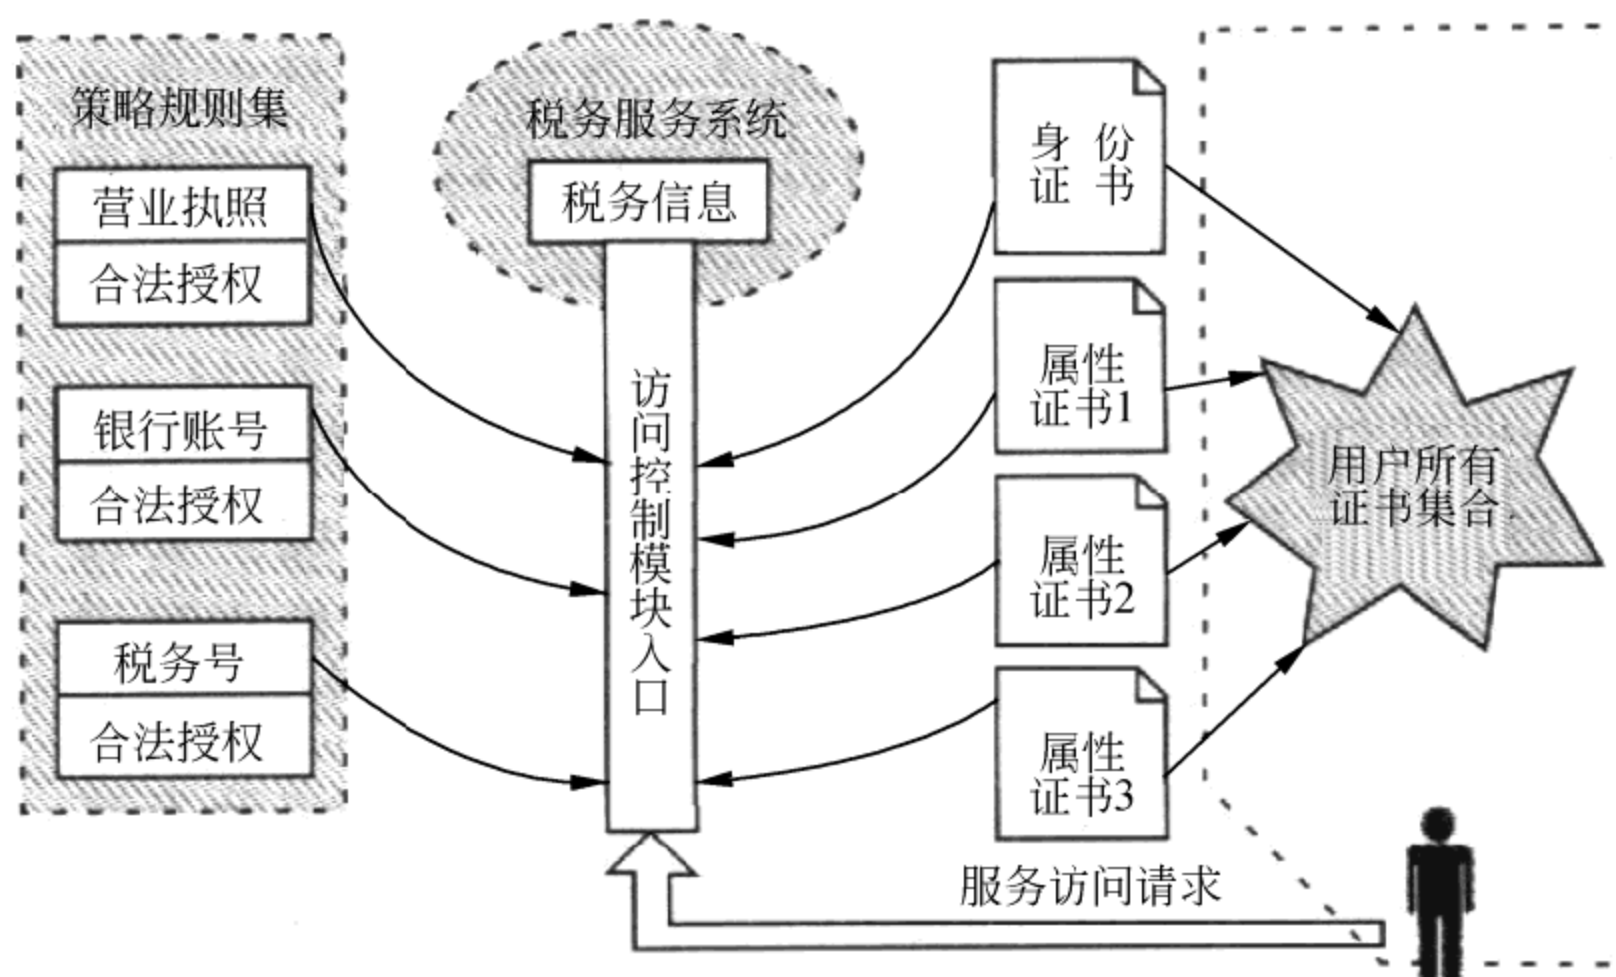 策略规则集
营业执照
合法授权
银行账号
合法授权
税务号
合法授权
税务服务系统
税务信息
访问控制模块入口
身份
证书
属性
证书1
属性
证书2
属性
证书3
用户所有
证书集合
服务访问请求